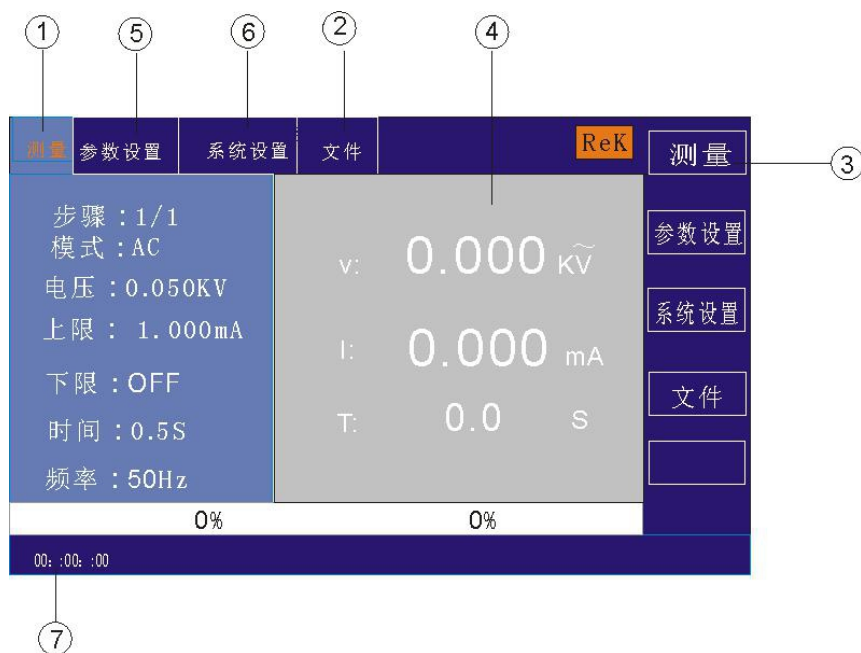 ① ⑤ ⑥ ② ④
测量 参数设置 系统设置 文件 ReK 测量 ③
步骤:1/1
模式:AC
电压:0.050KV
上限: 1.000mA
下限:OFF
时间:0.5S
频率:50Hz
v: 0.000 KV
I: 0.000 mA
T: 0.0 S
参数设置
系统设置
文件
0% 0%
00: :00: :00
⑦